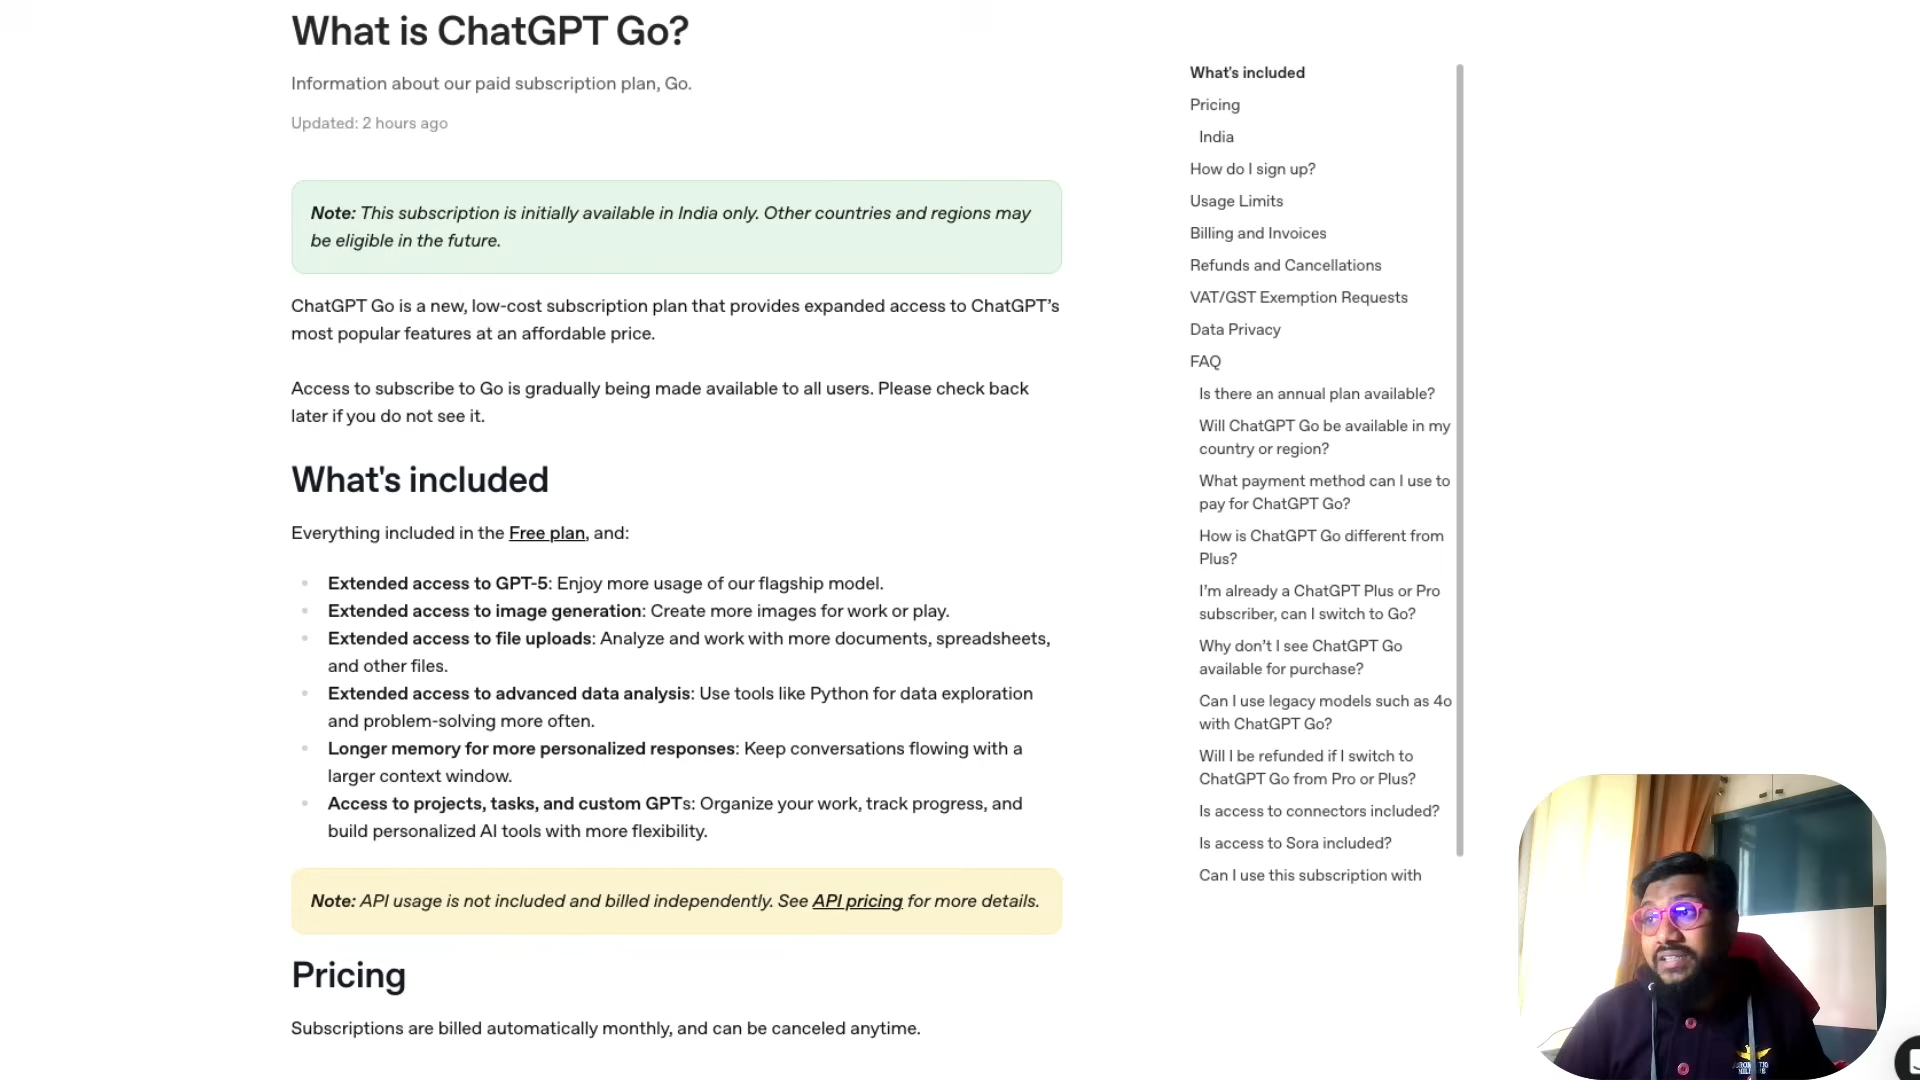 What is ChatGPT Go?
Information about our paid subscription plan, Go.
Updated: 2 hours ago
Note: This subscription is initially available in India only. Other countries and regions may
be eligible in the future.
ChatGPT Go is a new, low-cost subscription plan that provides expanded access to ChatGPT’s
most popular features at an affordable price.
Access to subscribe to Go is gradually being made available to all users. Please check back
later if you do not see it.
What's included
Everything included in the Free plan, and:
Extended access to GPT-5: Enjoy more usage of our flagship model.
Extended access to image generation: Create more images for work or play.
Extended access to file uploads: Analyze and work with more documents, spreadsheets,
and other files.
Extended access to advanced data analysis: Use tools like Python for data exploration
and problem-solving more often.
Longer memory for more personalized responses: Keep conversations flowing with a
larger context window.
Access to projects, tasks, and custom GPTs: Organize your work, track progress, and
build personalized AI tools with more flexibility.
Note: API usage is not included and billed independently. See API pricing for more details.
Pricing
Subscriptions are billed automatically monthly, and can be canceled anytime.
What's included
Pricing
India
How do I sign up?
Usage Limits
Billing and Invoices
Refunds and Cancellations
VAT/GST Exemption Requests
Data Privacy
FAQ
Is there an annual plan available?
Will ChatGPT Go be available in my
country or region?
What payment method can I use to
pay for ChatGPT Go?
How is ChatGPT Go different from
Plus?
I’m already a ChatGPT Plus or Pro
subscriber, can I switch to Go?
Why don’t I see ChatGPT Go
available for purchase?
Can I use legacy models such as 4o
with ChatGPT Go?
Will I be refunded if I switch to
ChatGPT Go from Pro or Plus?
Is access to connectors included?
Is access to Sora included?
Can I use this subscription with